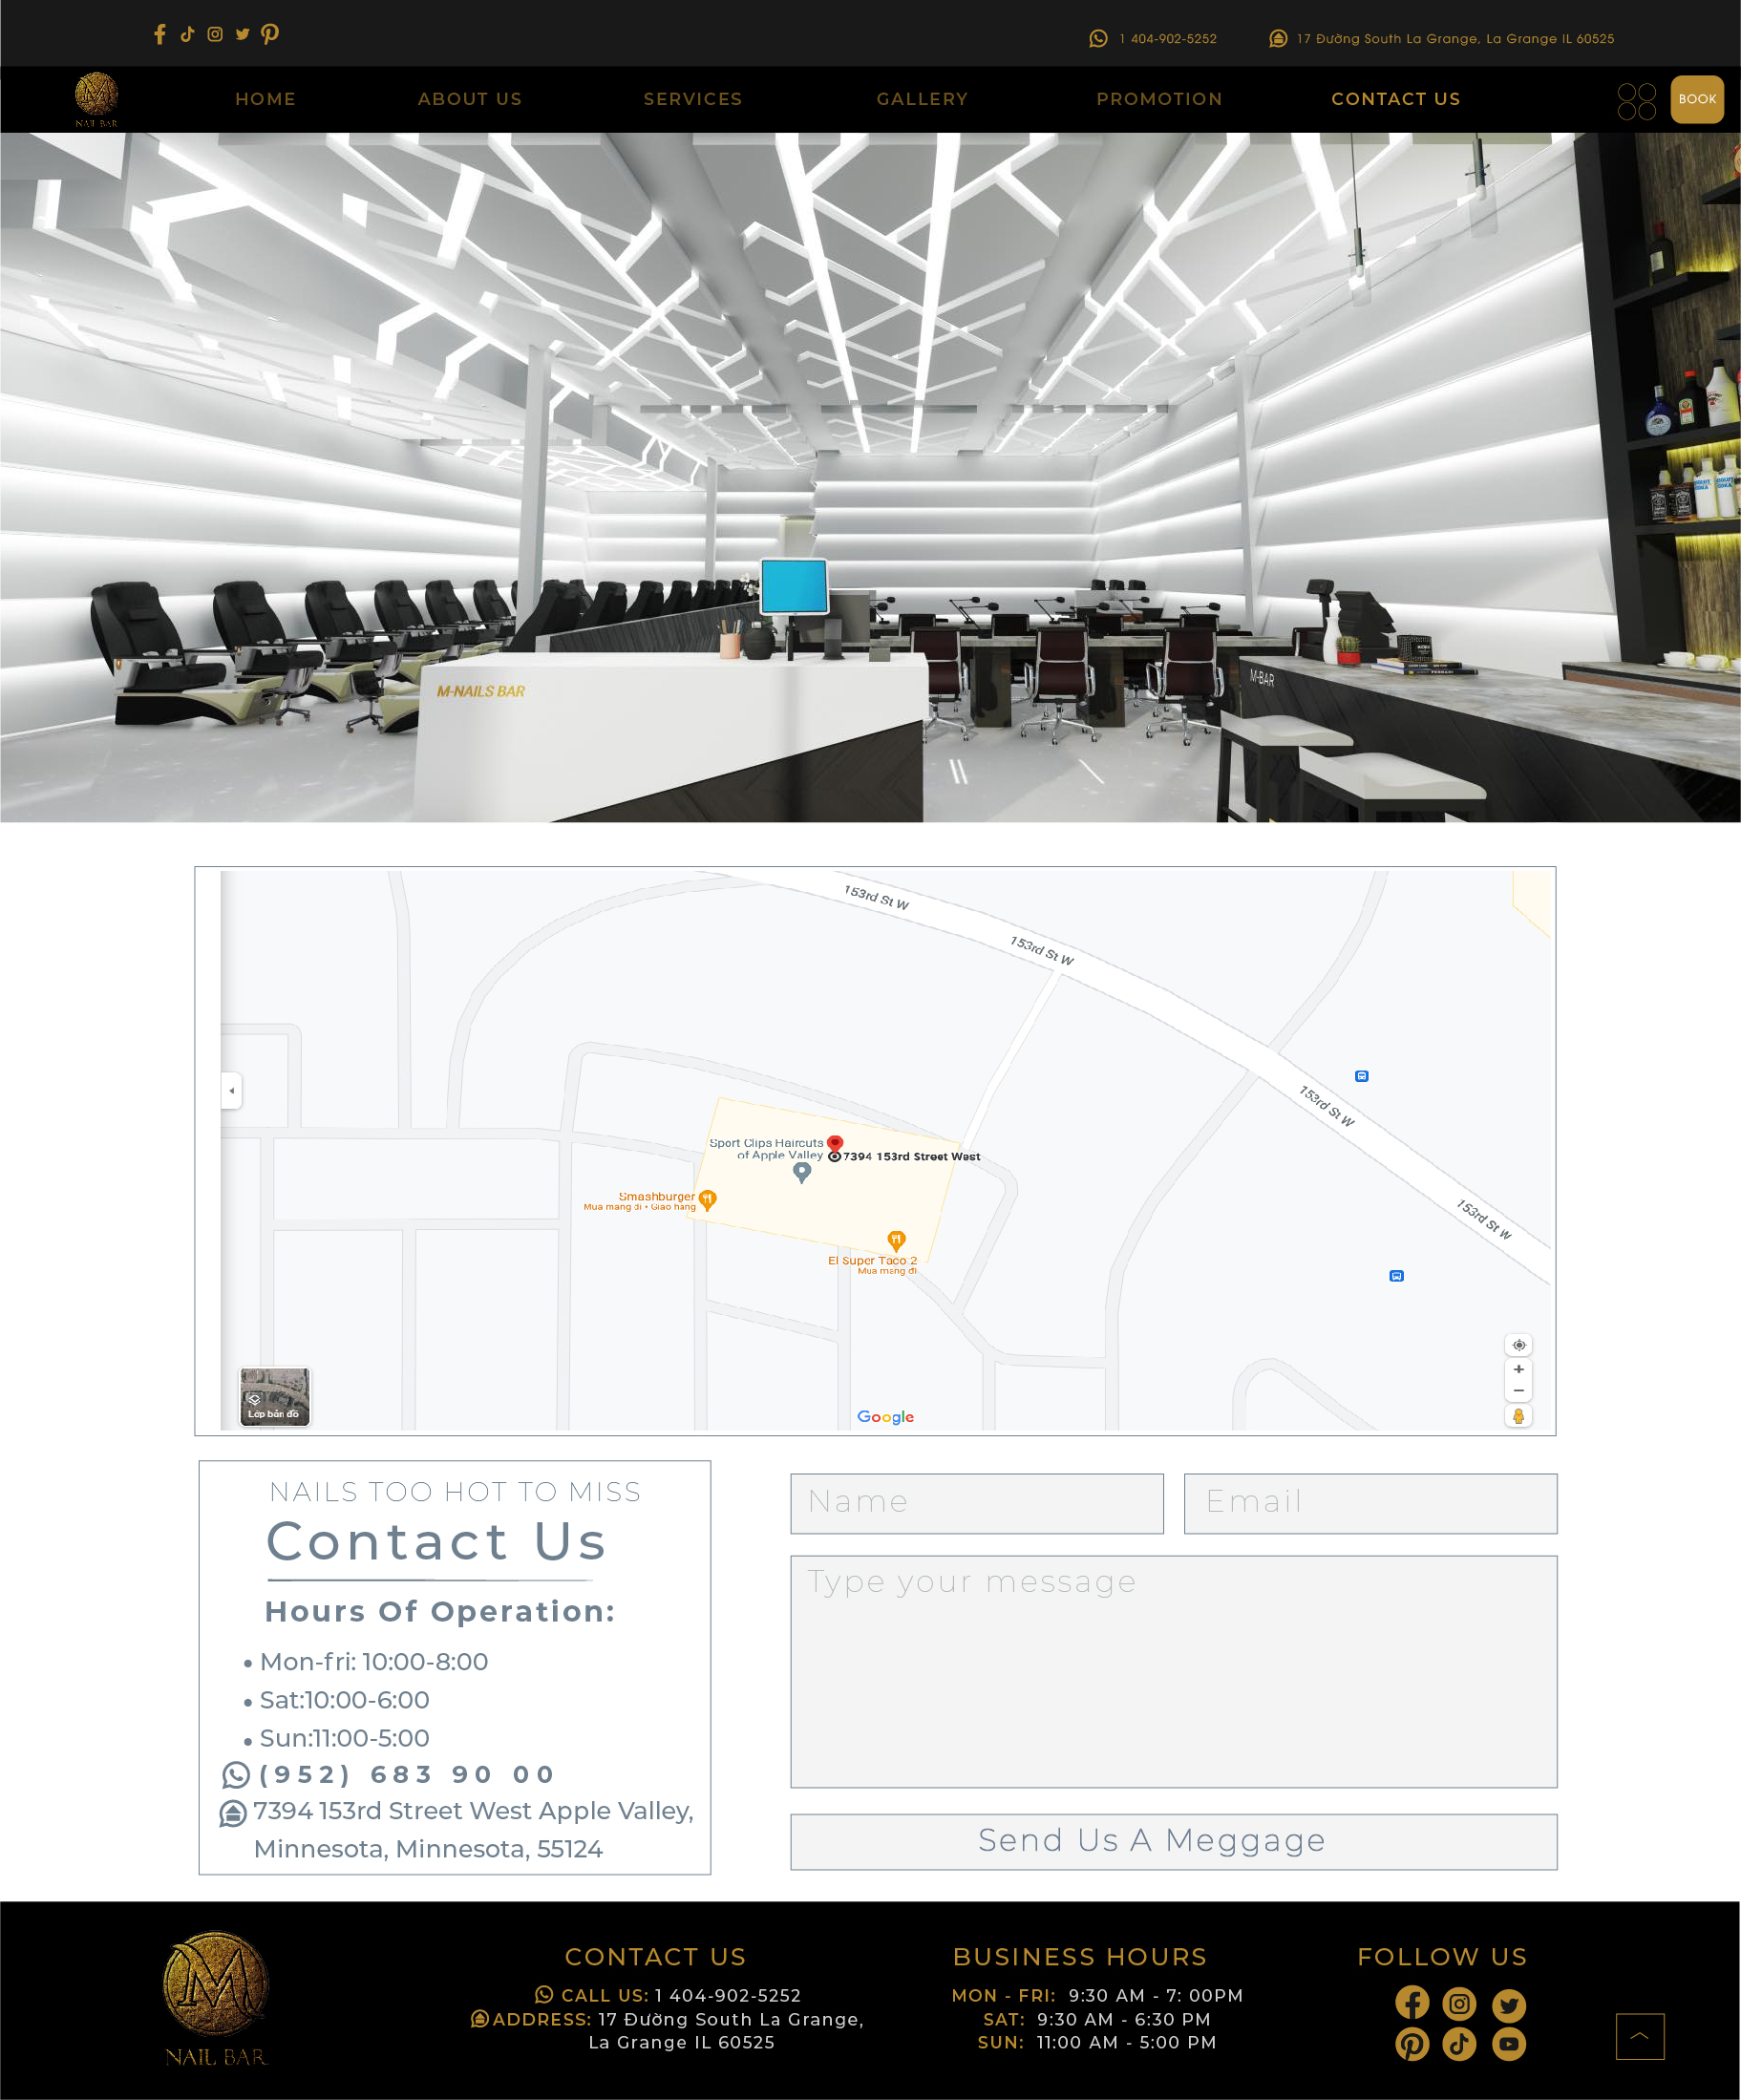 1 404-902-5252
17 Đường South La Grange, La Grange IL 60525
NAIL BAR
HOME
ABOUT US
SERVICES
GALLERY
PROMOTION
CONTACT US
BOOK
M-NAILS BAR
M-BAR
153rd St W
153rd St W
153rd St W
153rd St W
Sport Clips Haircuts
of Apple Valley
7394 153rd Street West
Smashburger
Mua mang đi • Giao hàng
El Super Taco 2
Mua mang đi
Lớp bản đồ
Google
NAILS TOO HOT TO MISS
Contact Us
Hours Of Operation:
• Mon-fri: 10:00-8:00
• Sat:10:00-6:00
• Sun:11:00-5:00
(952) 683 90 00
7394 153rd Street West Apple Valley,
Minnesota, Minnesota, 55124
Name
Email
Type your message
Send Us A Meggage
M
NAIL BAR
CONTACT US
CALL US: 1 404-902-5252
ADDRESS: 17 Đường South La Grange,
La Grange IL 60525
BUSINESS HOURS
MON - FRI: 9:30 AM - 7: 00PM
SAT: 9:30 AM - 6:30 PM
SUN: 11:00 AM - 5:00 PM
FOLLOW US